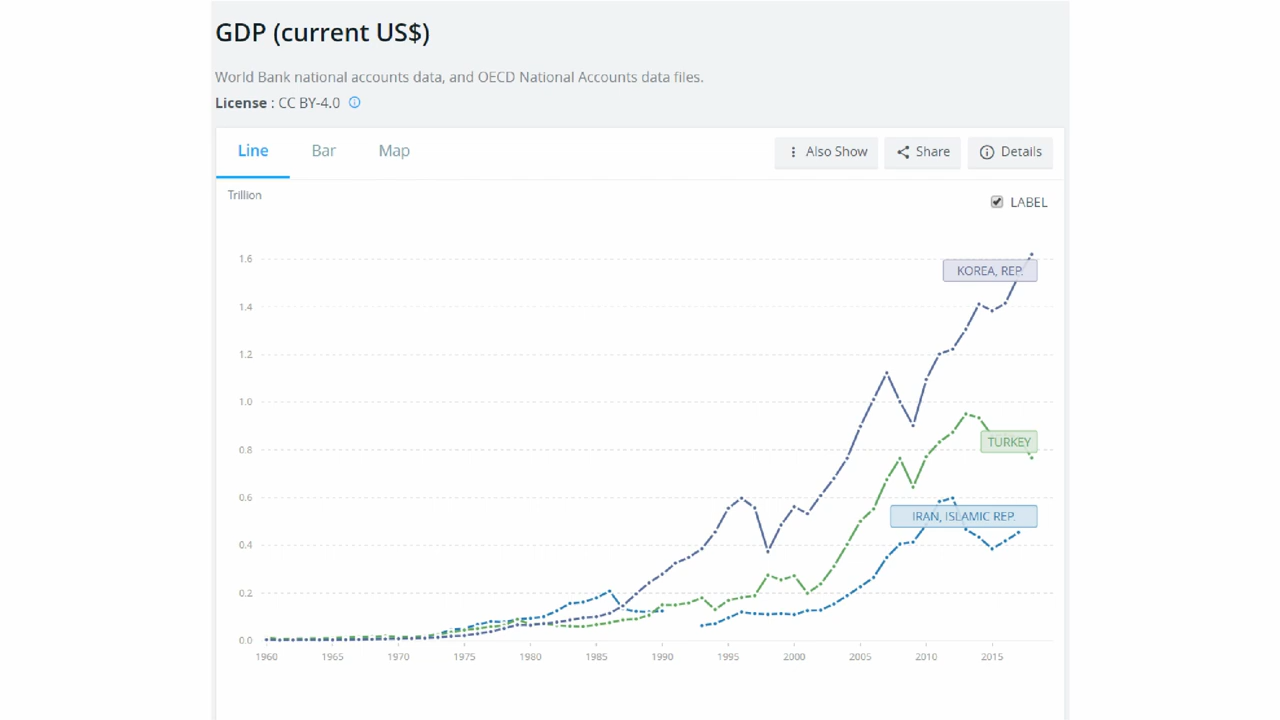 GDP (current US$)
World Bank national accounts data, and OECD National Accounts data files.
License : CC BY-4.0
Line Bar Map Also Show Share Details
Trillion
LABEL
1.6
KOREA, REP.
1.4
1.2
1.0
0.8
TURKEY
0.6
IRAN, ISLAMIC REP.
0.4
0.2
0.0
1960 1965 1970 1975 1980 1985 1990 1995 2000 2005 2010 2015